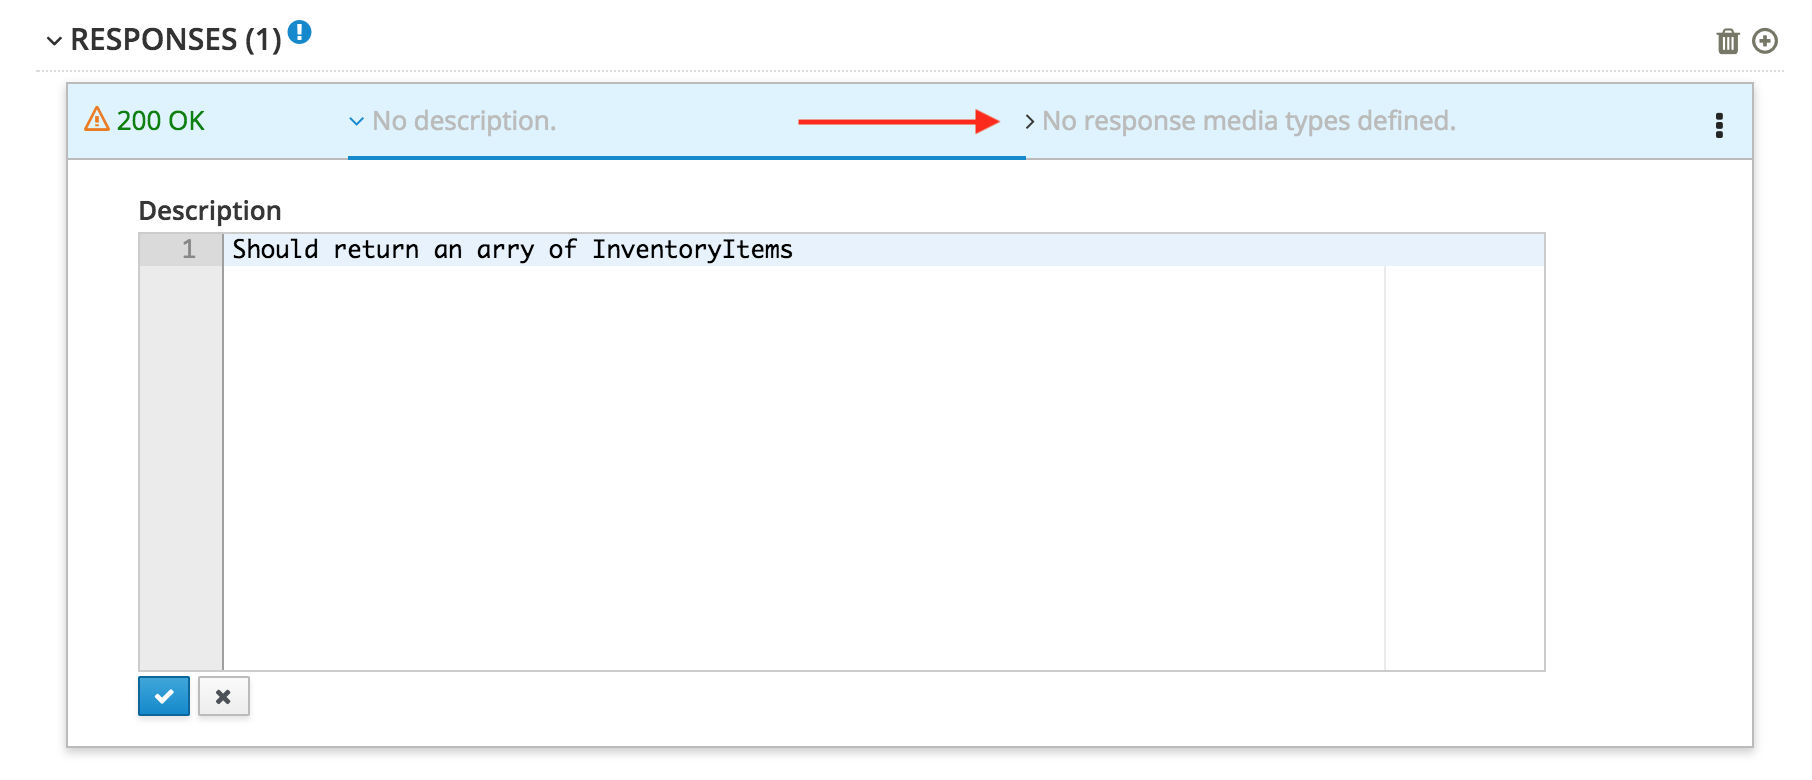 RESPONSES (1)
200 OK
No description.
No response media types defined.
Description
1
Should return an arry of InventoryItems